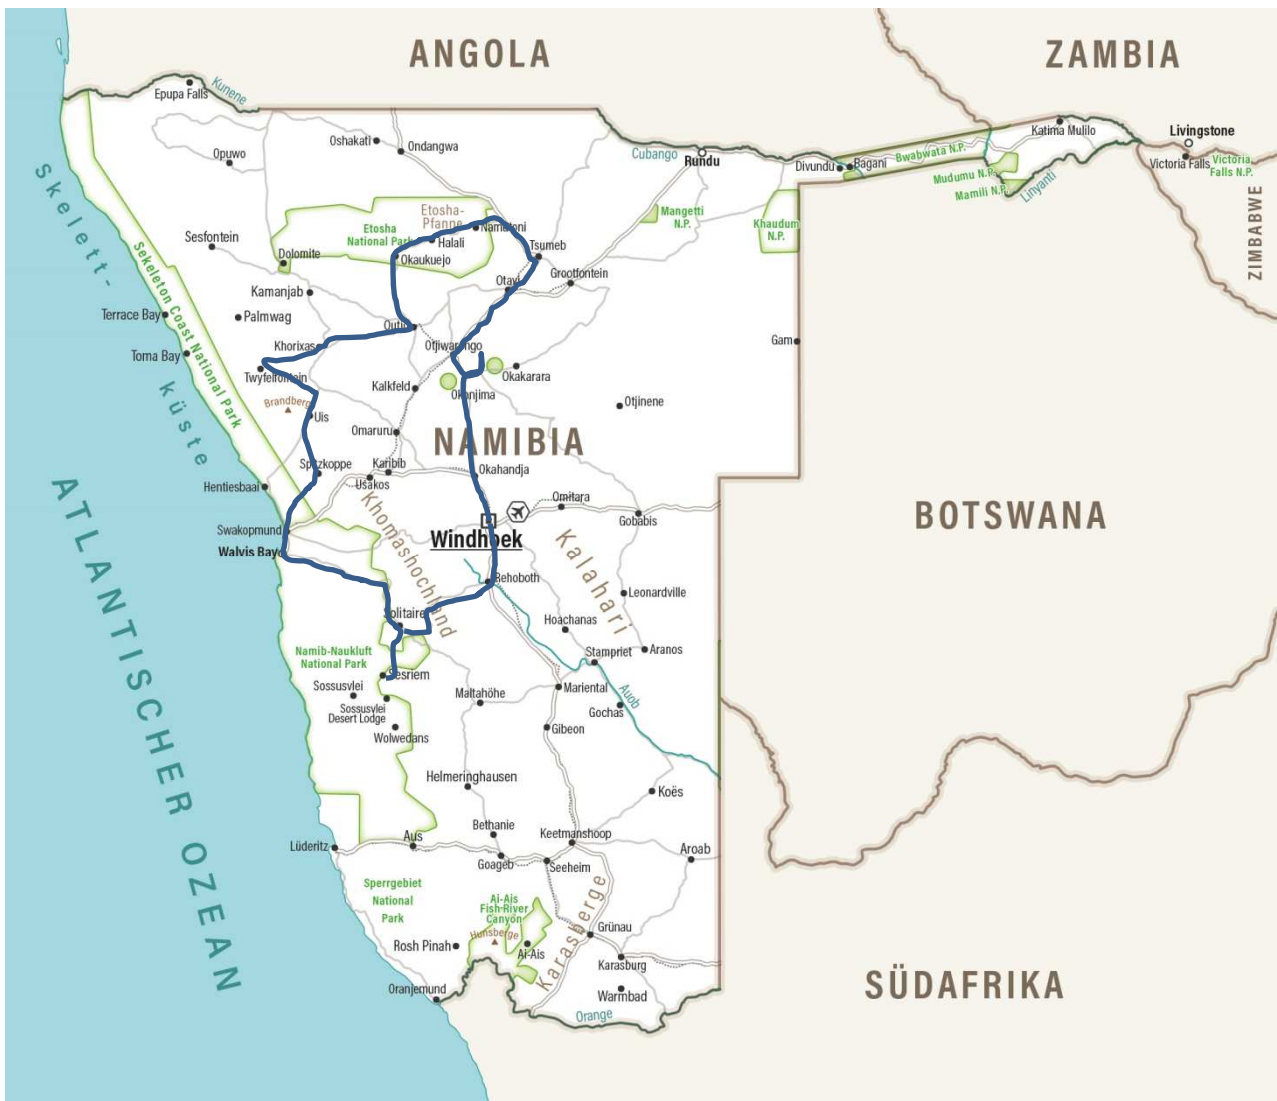 ANGOLA
ZAMBIA
Epupa Falls
Kunene
Oshakati
Ondangwa
Opuwo
Cubango
Rundu
Divundu
Bagani
Bwabwata N.P.
Katima Mulilo
Livingstone
Victoria Falls
Victoria
Falls N.P.
Mudumu N.P.
Mamili N.P.
Linyanti
ZIMBABWE
Skelett-
küste
Sekeleton Coast National Park
Etosha-
Pfanne
Etosha
National Park
Namutoni
Halali
Okaukuejo
Mangetti
N.P.
Khaudum
N.P.
Sesfontein
Dolomite
Tsumeb
Grootfontein
Otavi
Kamanjab
Terrace Bay
Palmwag
Outjo
Otjiwarongo
Gam
Toma Bay
Khorixas
Twyfelfontein
Kalkfeld
Okonjima
Okakarara
Otjinene
Brandberg
Uis
Omaruru
NAMIBIA
Spitzkoppe
Karibib
Usakos
Okahandja
Hentiesbaai
Omitara
Gobabis
BOTSWANA
Swakopmund
Walvis Bay
Khomashochland
Windhoek
Kalahari
Rehoboth
Leonardville
Solitaire
Hoachanas
Aranos
Stampriet
Namib-Naukluft
National Park
Sesriem
Sossusvlei
Sossusvlei
Desert Lodge
Wolwedans
Maltahöhe
Mariental
Gochas
Auob
Gibeon
ATLANTISCHER OZEAN
Helmeringhausen
Koës
Bethanie
Keetmanshoop
Lüderitz
Aus
Goageb
Seeheim
Aroab
Sperrgebiet
National
Park
Ai-Ais
Fish-River
Canyon
Hunsberge
Ai-Ais
Karasberge
Grünau
Rosh Pinah
Karasburg
Warmbad
Oranjemund
Orange
SÜDAFRIKA